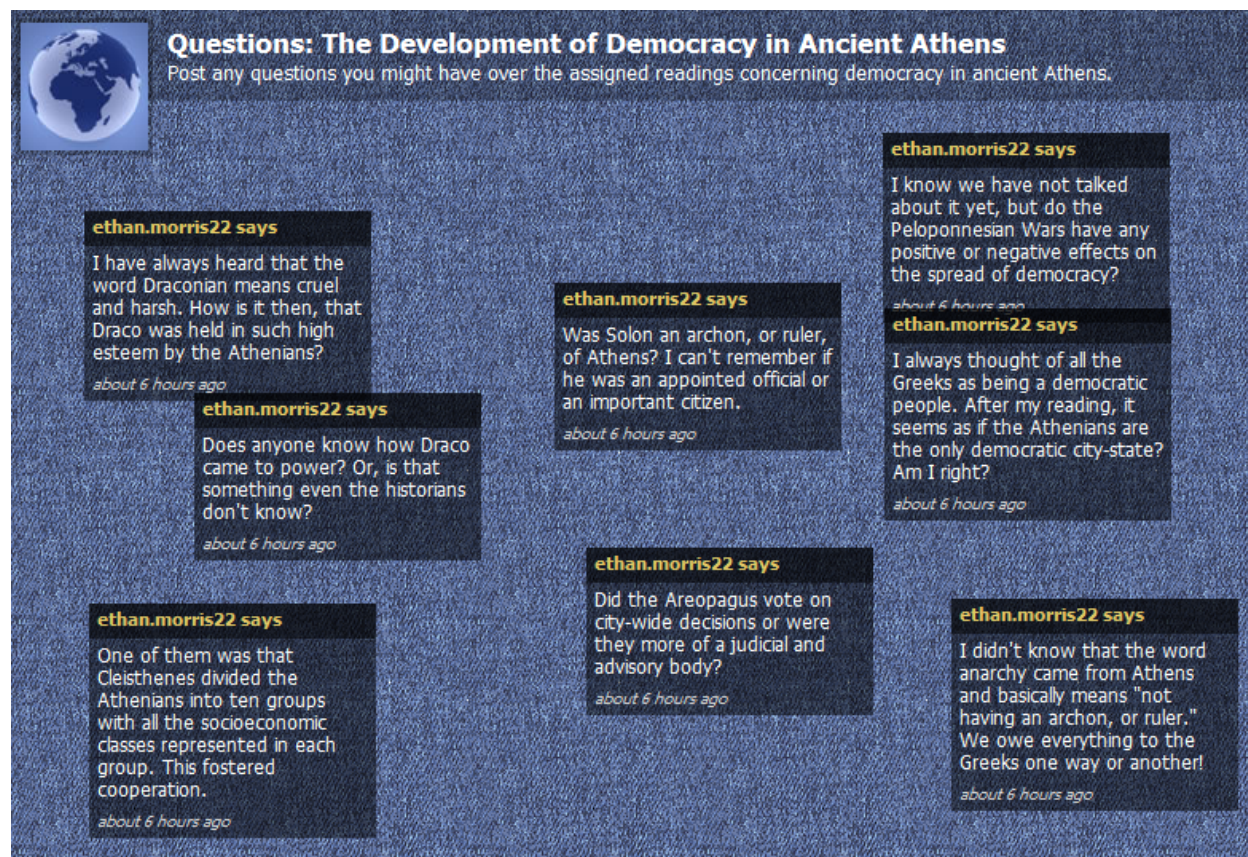 Questions: The Development of Democracy in Ancient Athens
Post any questions you might have over the assigned readings concerning democracy in ancient Athens.
ethan.morris22 says
I have always heard that the
word Draconian means cruel
and harsh. How is it then, that
Draco was held in such high
esteem by the Athenians?
about 6 hours ago
ethan.morris22 says
Does anyone know how Draco
came to power? Or, is that
something even the historians
don't know?
about 6 hours ago
ethan.morris22 says
One of them was that
Cleisthenes divided the
Athenians into ten groups
with all the socioeconomic
classes represented in each
group. This fostered
cooperation.
about 6 hours ago
ethan.morris22 says
Was Solon an archon, or ruler,
of Athens? I can't remember if
he was an appointed official or
an important citizen.
about 6 hours ago
ethan.morris22 says
Did the Areopagus vote on
city-wide decisions or were
they more of a judicial and
advisory body?
about 6 hours ago
ethan.morris22 says
I know we have not talked
about it yet, but do the
Peloponnesian Wars have any
positive or negative effects on
the spread of democracy?
about 6 hours ago
ethan.morris22 says
I always thought of all the
Greeks as being a democratic
people. After my reading, it
seems as if the Athenians are
the only democratic city-state?
Am I right?
about 6 hours ago
ethan.morris22 says
I didn't know that the word
anarchy came from Athens
and basically means "not
having an archon, or ruler."
We owe everything to the
Greeks one way or another!
about 6 hours ago